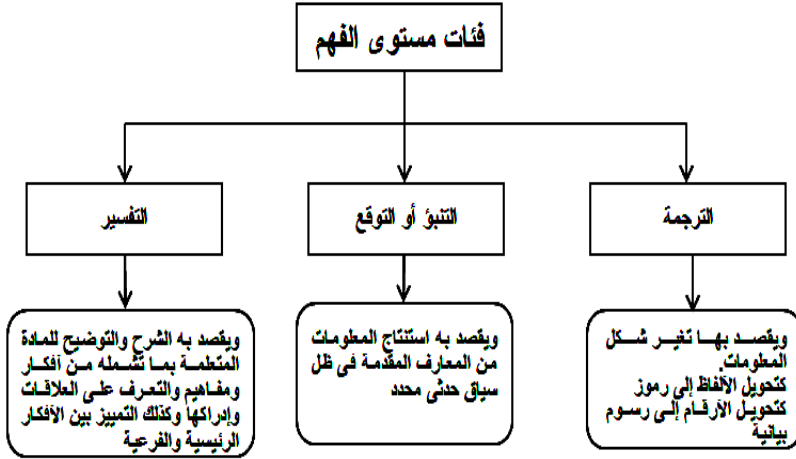 فئات مستوى الفهم
الترجمة
التنبؤ أو التوقع
التفسير
ويقصد بها تغير شكل
المعلومات.
كتحويل الألفاظ إلى رموز
كتحويل الأرقام إلى رسوم
بيانية
ويقصد به استنتاج المعلومات
من المعارف المقدمة فى ظل
سياق حدثى محدد
ويقصد به الشرح والتوضيح للمادة
المتعلمة بما تشمله من أفكار
ومفاهيم والتعرف على العلاقات
وإدراكها وكذلك التمييز بين الأفكار
الرئيسية والفرعية